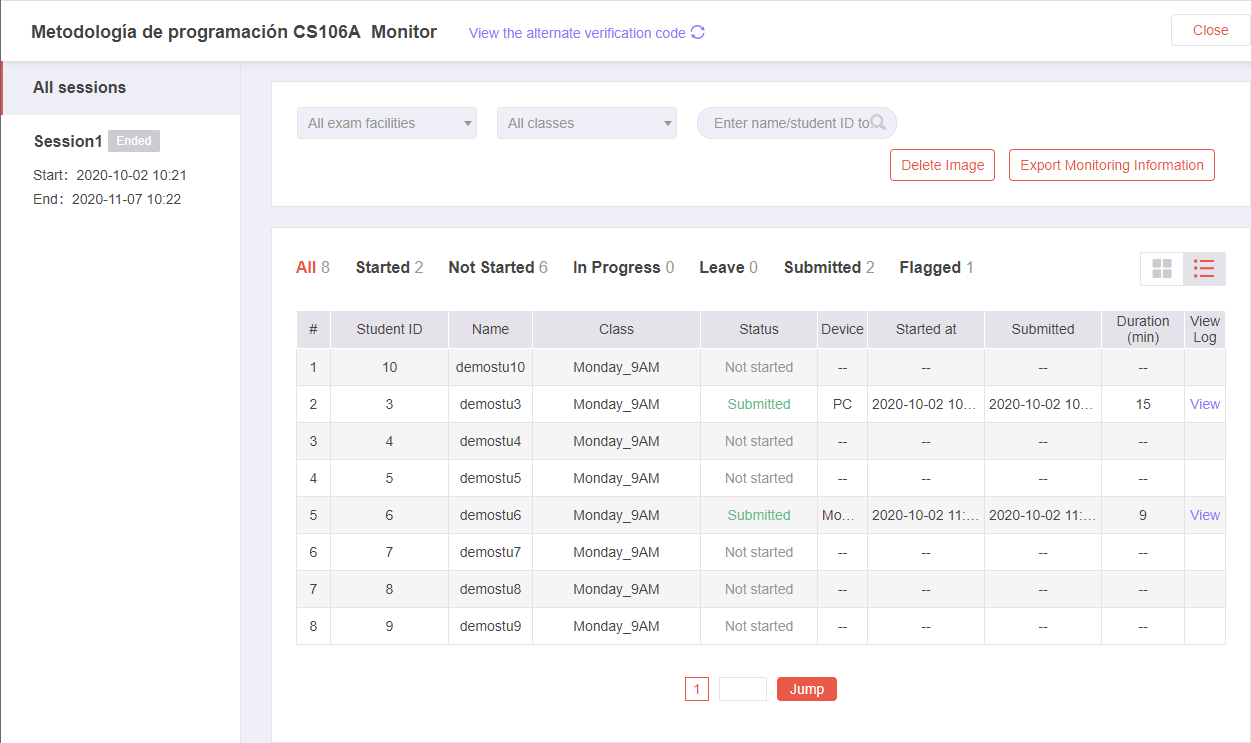 Metodología de programación CS106A Monitor View the alternate verification code Close
All sessions
Session1 Ended
Start: 2020-10-02 10:21
End: 2020-11-07 10:22
All exam facilities All classes Enter name/student ID to
Delete Image Export Monitoring Information
All 8 Started 2 Not Started 6 In Progress 0 Leave 0 Submitted 2 Flagged 1
# Student ID Name Class Status Device Started at Submitted Duration (min) View Log
1 10 demostu10 Monday_9AM Not started -- -- -- --
2 3 demostu3 Monday_9AM Submitted PC 2020-10-02 10... 2020-10-02 10... 15 View
3 4 demostu4 Monday_9AM Not started -- -- -- --
4 5 demostu5 Monday_9AM Not started -- -- -- --
5 6 demostu6 Monday_9AM Submitted Mo... 2020-10-02 11:... 2020-10-02 11:... 9 View
6 7 demostu7 Monday_9AM Not started -- -- -- --
7 8 demostu8 Monday_9AM Not started -- -- -- --
8 9 demostu9 Monday_9AM Not started -- -- -- --
1 Jump